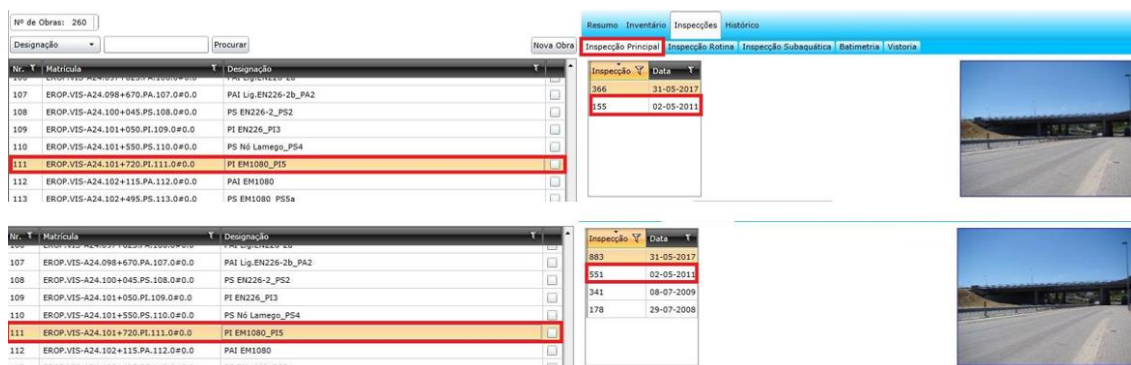 Nº de Obras: 260
Designação Procurar Nova Obra
Nr. Matrícula Designação
107 EROP.VIS-A24.098+670.PA.107.0#0.0 PAI Lig.EN226-2b_PA2
108 EROP.VIS-A24.100+045.PS.108.0#0.0 PS EN226-2_PS2
109 EROP.VIS-A24.101+050.PI.109.0#0.0 PI EN226_PI3
110 EROP.VIS-A24.101+550.PS.110.0#0.0 PS Nó Lamego_PS4
111 EROP.VIS-A24.101+720.PI.111.0#0.0 PI EM1080_PI5
112 EROP.VIS-A24.102+115.PA.112.0#0.0 PAI EM1080
113 EROP.VIS-A24.102+495.PS.113.0#0.0 PS EM1080_PS5a
Resumo Inventário Inspecções Histórico
Inspecção Principal Inspecção Rotina Inspecção Subaquática Batimetria Vistoria
Inspecção Data
366 31-05-2017
155 02-05-2011
Nr. Matrícula Designação
107 EROP.VIS-A24.098+670.PA.107.0#0.0 PAI Lig.EN226-2b_PA2
108 EROP.VIS-A24.100+045.PS.108.0#0.0 PS EN226-2_PS2
109 EROP.VIS-A24.101+050.PI.109.0#0.0 PI EN226_PI3
110 EROP.VIS-A24.101+550.PS.110.0#0.0 PS Nó Lamego_PS4
111 EROP.VIS-A24.101+720.PI.111.0#0.0 PI EM1080_PI5
112 EROP.VIS-A24.102+115.PA.112.0#0.0 PAI EM1080
Inspecção Data
883 31-05-2017
551 02-05-2011
341 08-07-2009
178 29-07-2008